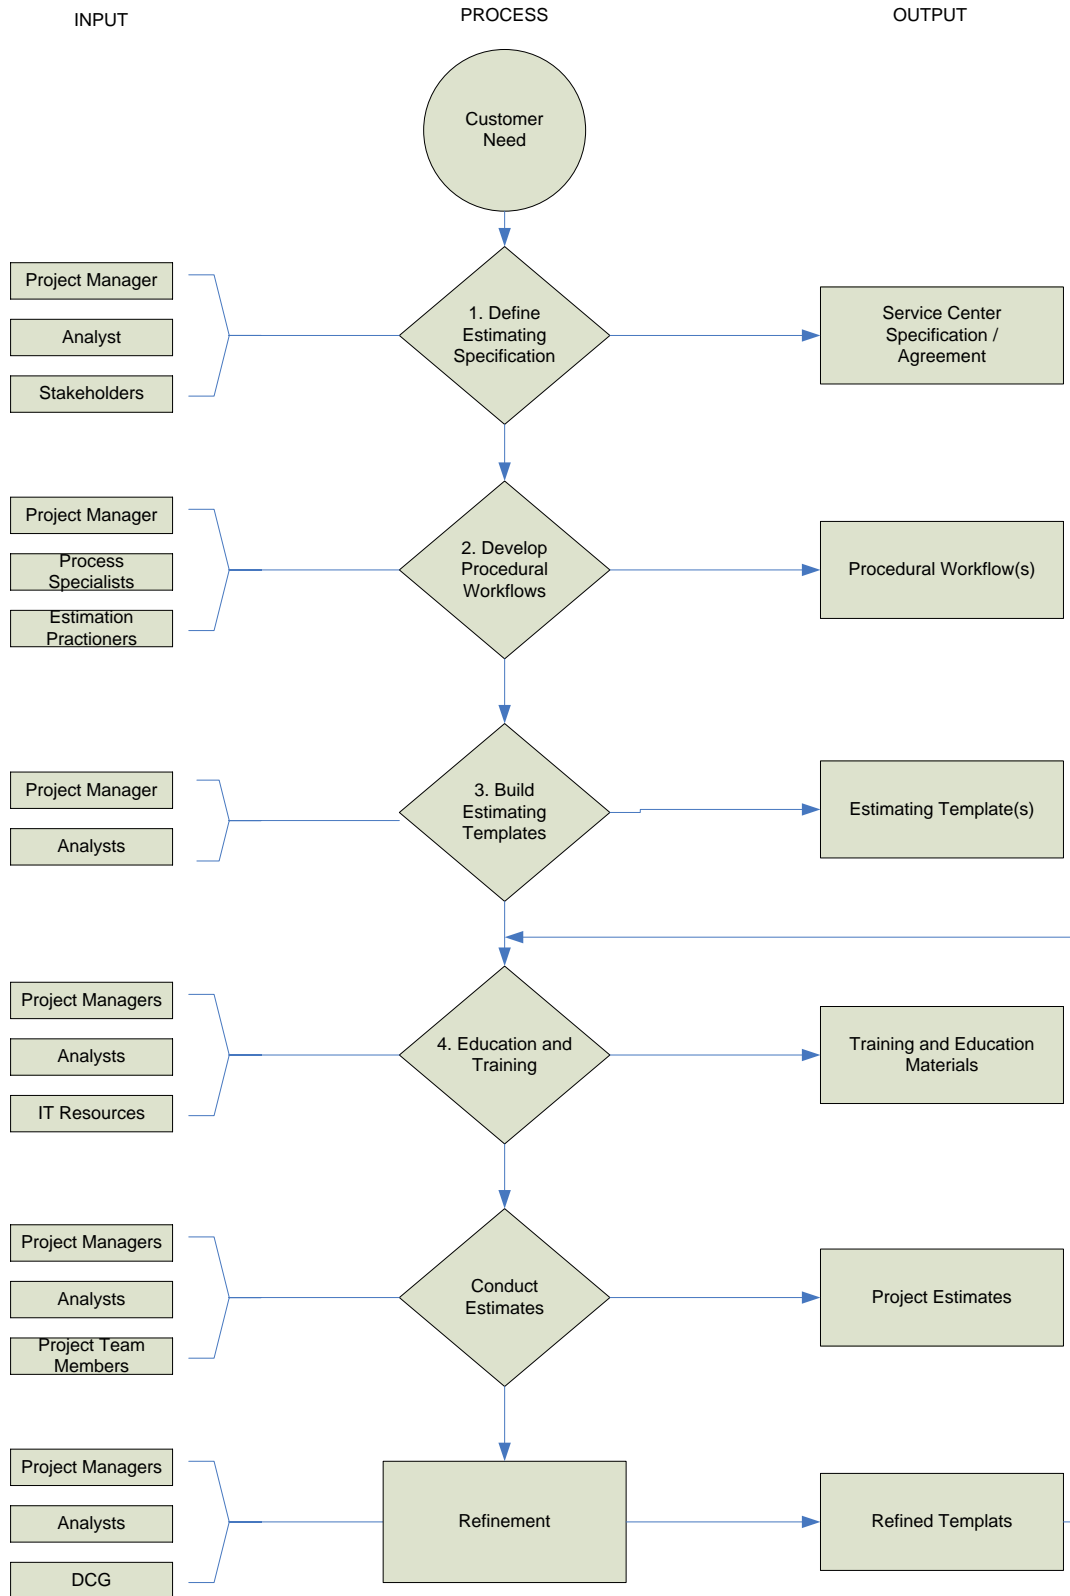 INPUT
PROCESS
OUTPUT
Customer
Need
Project Manager
Analyst
Stakeholders
1. Define
Estimating
Specification
Service Center
Specification /
Agreement
Project Manager
Process
Specialists
Estimation
Practioners
2. Develop
Procedural
Workflows
Procedural Workflow(s)
Project Manager
Analysts
3. Build
Estimating
Templates
Estimating Template(s)
Project Managers
Analysts
IT Resources
4. Education and
Training
Training and Education
Materials
Project Managers
Analysts
Project Team
Members
Conduct
Estimates
Project Estimates
Project Managers
Analysts
DCG
Refinement
Refined Templats